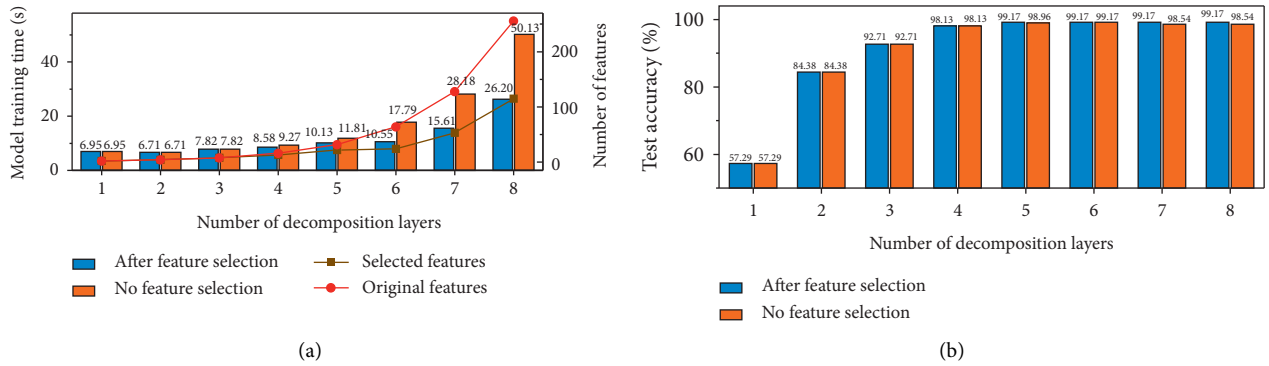 Model training time (s)
40
20
0
6.95 6.95
6.71 6.71
7.82 7.82
8.58 9.27
10.13 11.81
10.55 17.79
15.61 28.18
26.20 50.13
200
100
0
Number of features
1 2 3 4 5 6 7 8
Number of decomposition layers
After feature selection
No feature selection
Selected features
Original features
(a)
Test accuracy (%)
100
80
60
57.29 57.29
84.38 84.38
92.71 92.71
98.13 98.13
99.17 98.96
99.17 99.17
99.17 98.54
99.17 98.54
1 2 3 4 5 6 7 8
Number of decomposition layers
After feature selection
No feature selection
(b)